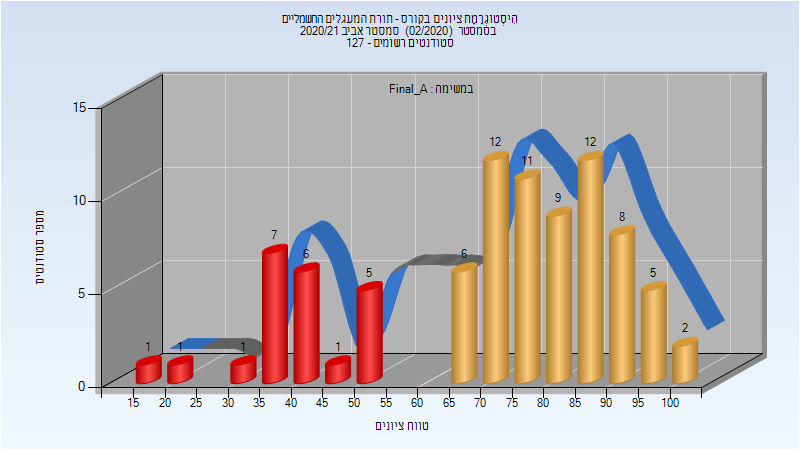 היסטוגרמת ציונים בקורס - תורת המעגלים החשמליים
בסמסטר (02/2020) סמסטר אביב 2020/21
סטודנטים רשומים - 127
במשימה : Final_A
מספר סטודנטים
15
10
5
0
1 1 1 7 6 1 5 6 12 11 9 12 8 5 2
15 20 25 30 35 40 45 50 55 60 65 70 75 80 85 90 95 100
טווח ציונים